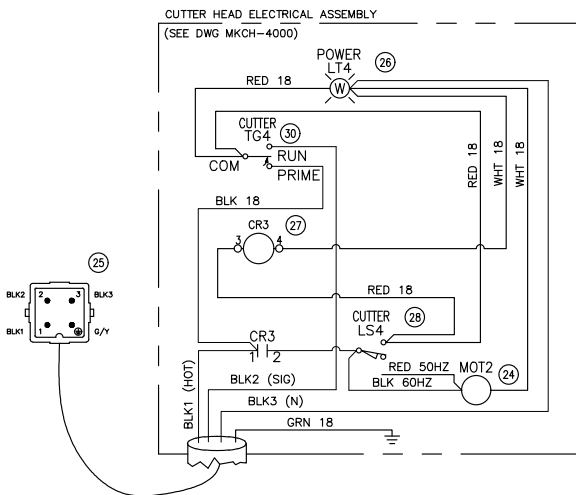 CUTTER HEAD ELECTRICAL ASSEMBLY
(SEE DWG MKCH-4000)
POWER
LT4
26
RED 18
W
CUTTER
TG4
30
RUN
COM
PRIME
RED 18
WHT 18
WHT 18
BLK 18
CR3
27
3
4
25
RED 18
BLK2
2
3
BLK3
BLK1
1
G/Y
CUTTER
LS4
28
CR3
1
2
RED 50HZ
MOT2
24
BLK 60HZ
BLK1 (HOT)
BLK2 (SIG)
BLK3 (N)
GRN 18